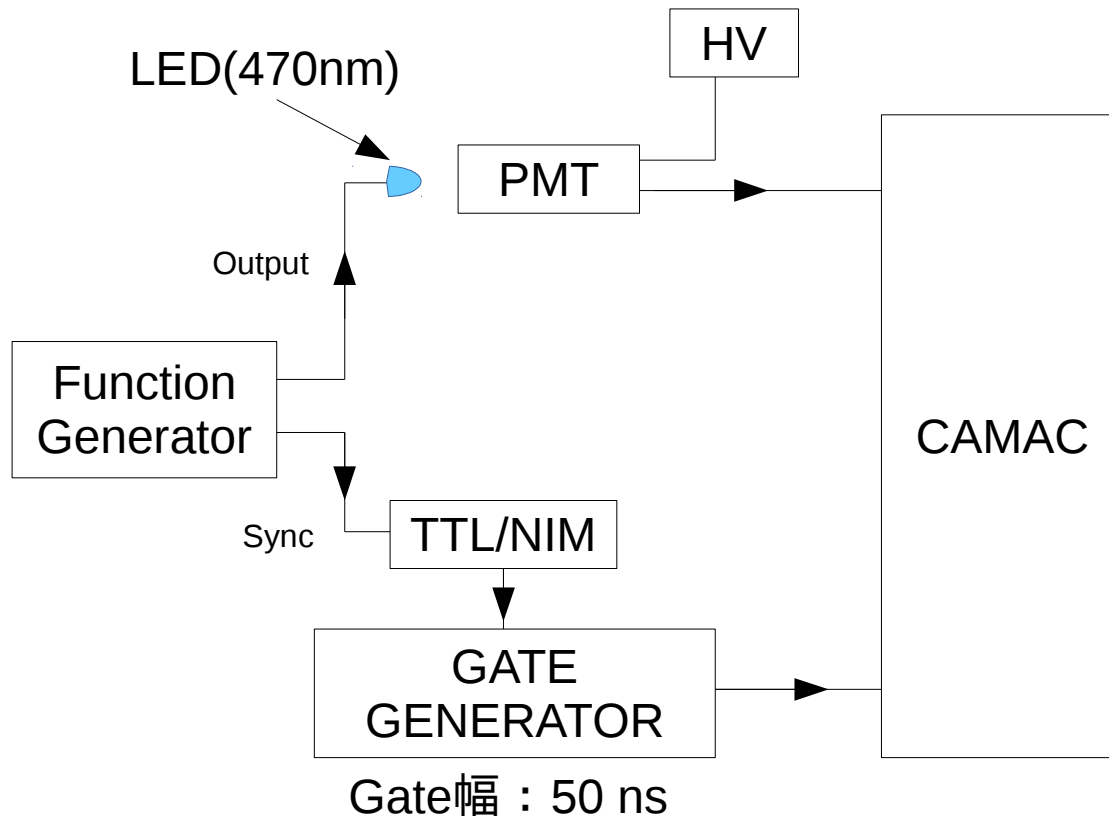 HV
LED(470nm)
PMT
Output
Function
Generator
CAMAC
Sync
TTL/NIM
GATE
GENERATOR
Gate幅：50 ns